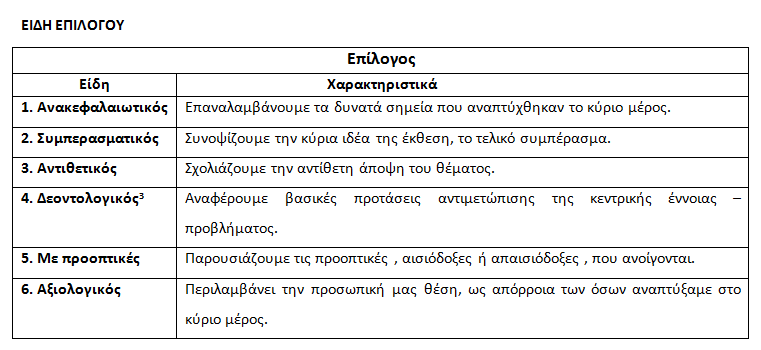 ΕΙΔΗ ΕΠΙΛΟΓΟΥ
Επίλογος
Είδη Χαρακτηριστικά
1. Ανακεφαλαιωτικός Επαναλαμβάνουμε τα δυνατά σημεία που αναπτύχθηκαν το κύριο μέρος.
2. Συμπερασματικός Συνοψίζουμε την κύρια ιδέα της έκθεση, το τελικό συμπέρασμα.
3. Αντιθετικός Σχολιάζουμε την αντίθετη άποψη του θέματος.
4. Δεοντολογικός³ Αναφέρουμε βασικές προτάσεις αντιμετώπισης της κεντρικής έννοιας –
προβλήματος.
5. Με προοπτικές Παρουσιάζουμε τις προοπτικές , αισιόδοξες ή απαισιόδοξες , που ανοίγονται.
6. Αξιολογικός Περιλαμβάνει την προσωπική μας θέση, ως απόρροια των όσων αναπτύξαμε στο
κύριο μέρος.